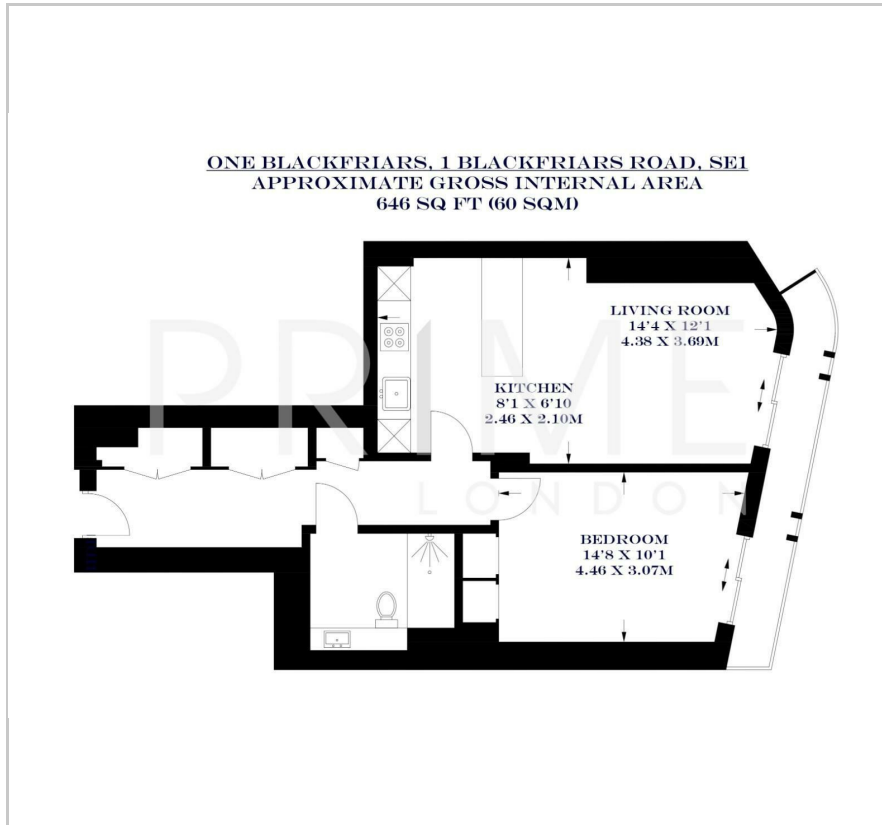 ONE BLACKFRIARS, 1 BLACKFRIARS ROAD, SE1
APPROXIMATE GROSS INTERNAL AREA
646 SQ FT (60 SQM)
LIVING ROOM
14'4 X 12'1
4.38 X 3.69M
PRIME
LONDON
KITCHEN
8'1 X 6'10
2.46 X 2.10M
BEDROOM
14'8 X 10'1
4.46 X 3.07M